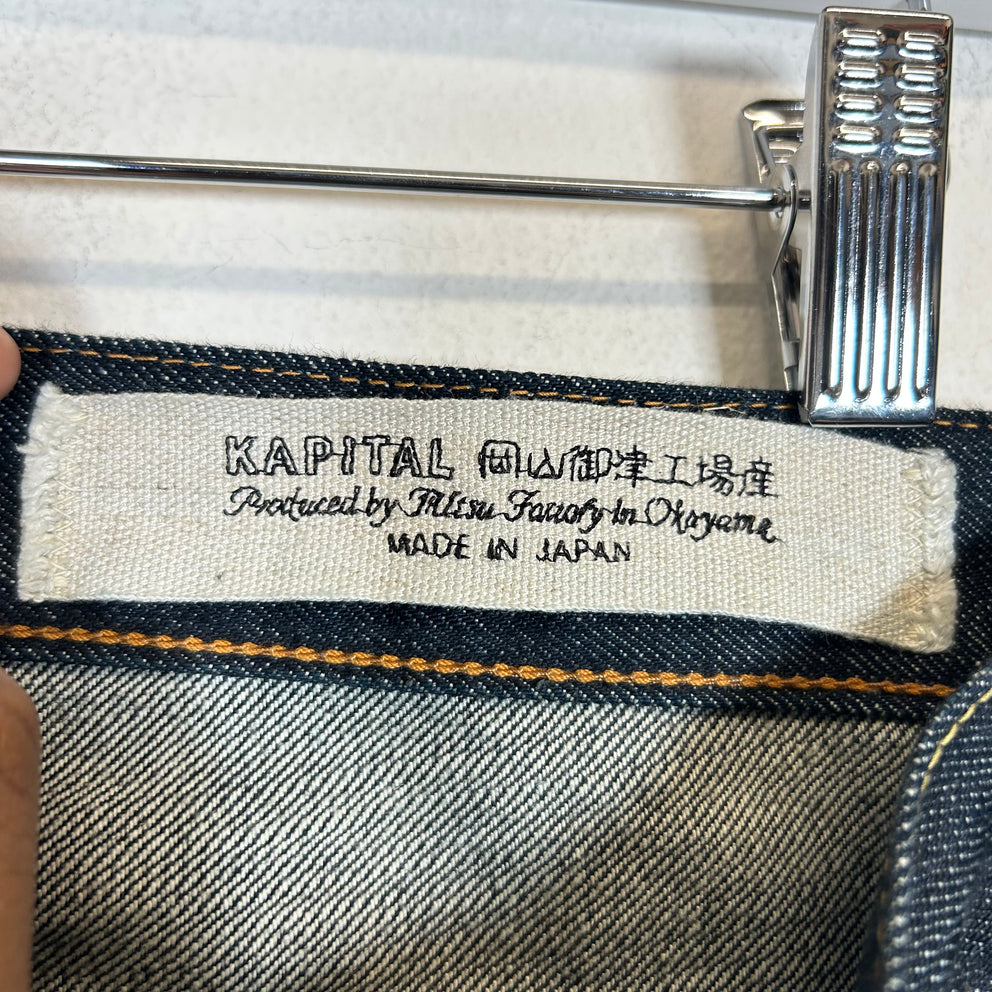 KAPITAL 岡山御津工場産
Produced by Mitsu Factory in Okayama
MADE IN JAPAN